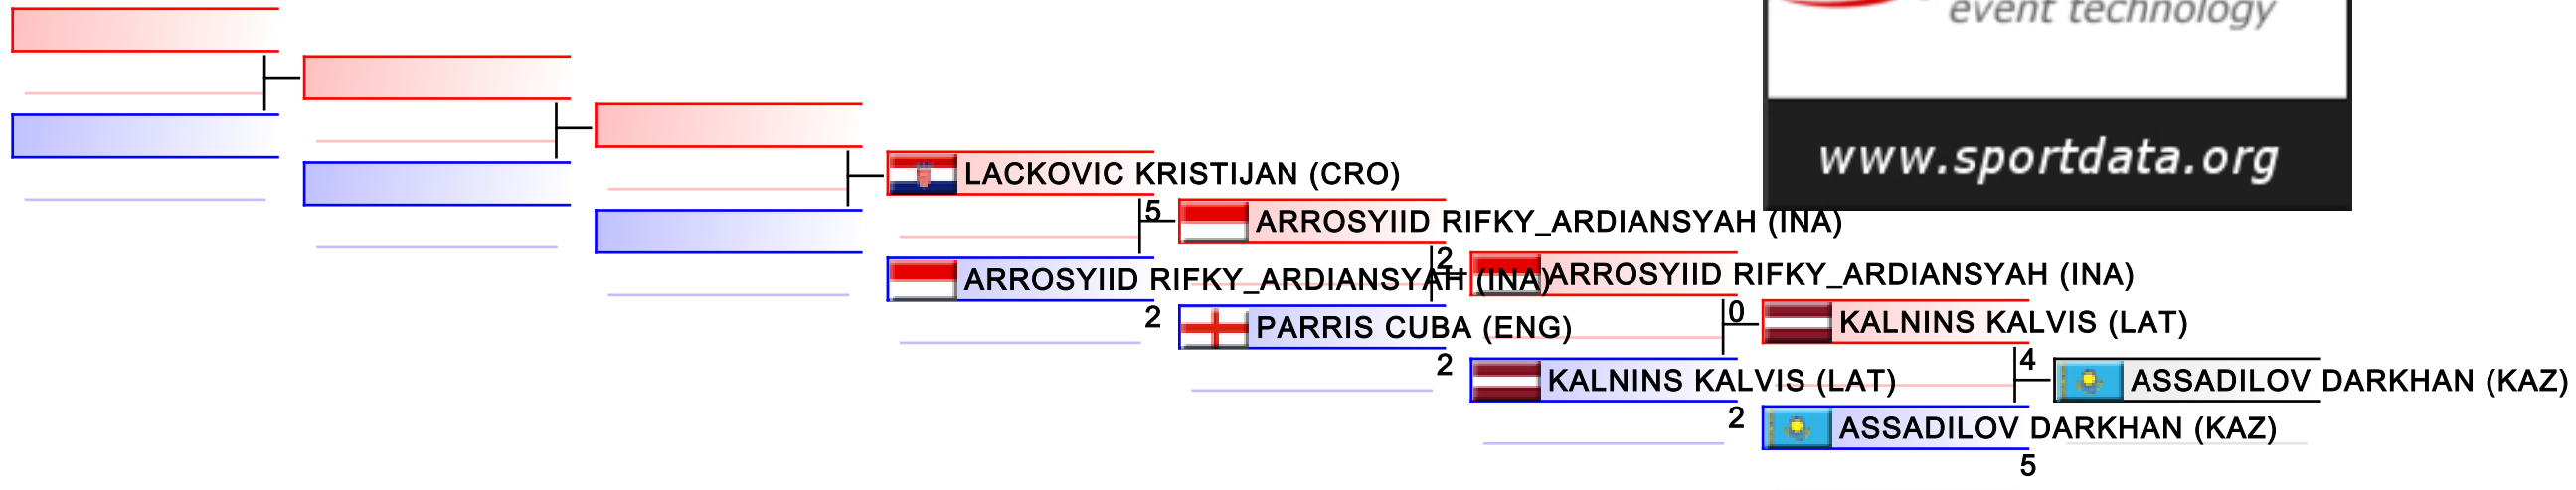 event technology
www.sportdata.org
LACKOVIC KRISTIJAN (CRO)
5
ARROSYIID RIFKY_ARDIANSYAH (INA)
ARROSYIID RIFKY_ARDIANSYAH (INA)
2
2
ARROSYIID RIFKY_ARDIANSYAH (INA)
PARRIS CUBA (ENG)
2
0
KALNINS KALVIS (LAT)
KALNINS KALVIS (LAT)
2
4
ASSADILOV DARKHAN (KAZ)
ASSADILOV DARKHAN (KAZ)
5